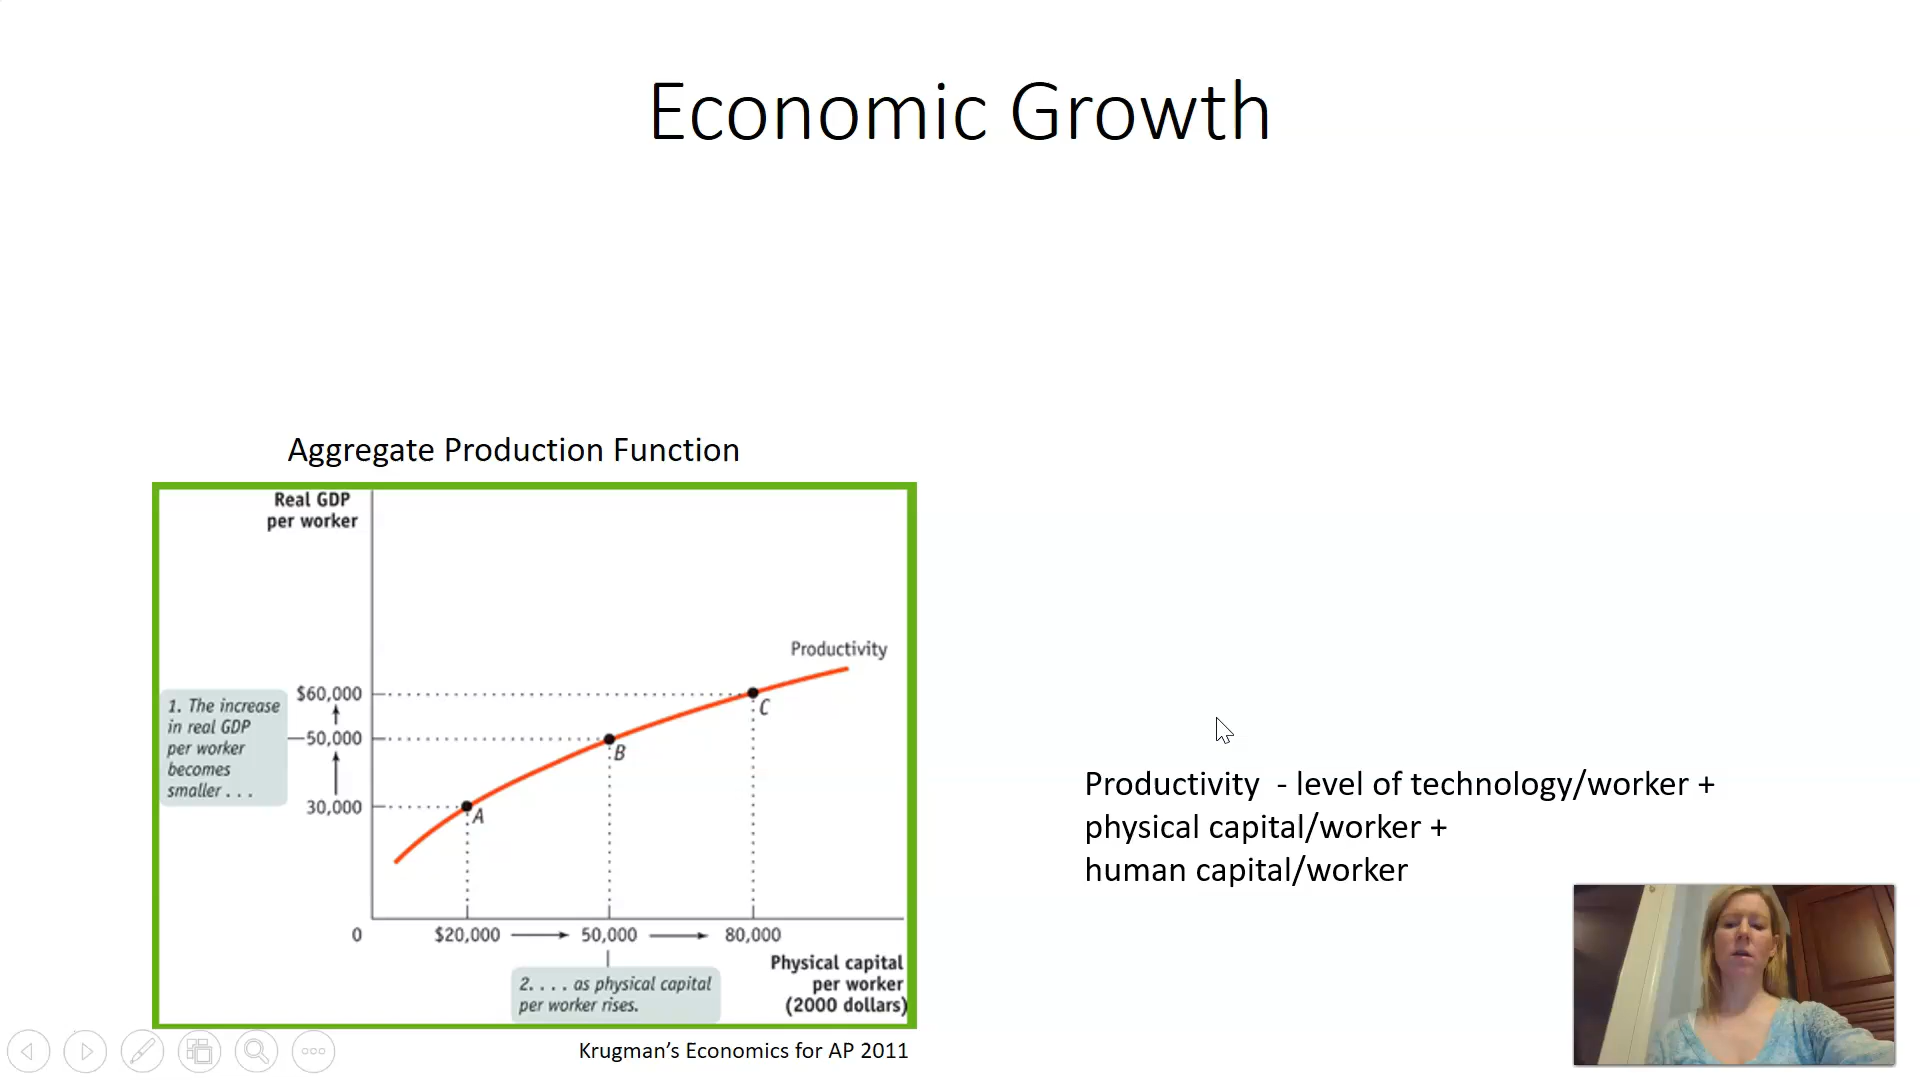 Economic Growth
Aggregate Production Function
Real GDP
per worker
Productivity
$60,000
50,000
30,000
1. The increase
in real GDP
per worker
becomes
smaller . . .
A
B
C
0
$20,000
50,000
80,000
Physical capital
per worker
(2000 dollars)
2. . . . as physical capital
per worker rises.
Krugman’s Economics for AP 2011
Productivity - level of technology/worker +
physical capital/worker +
human capital/worker